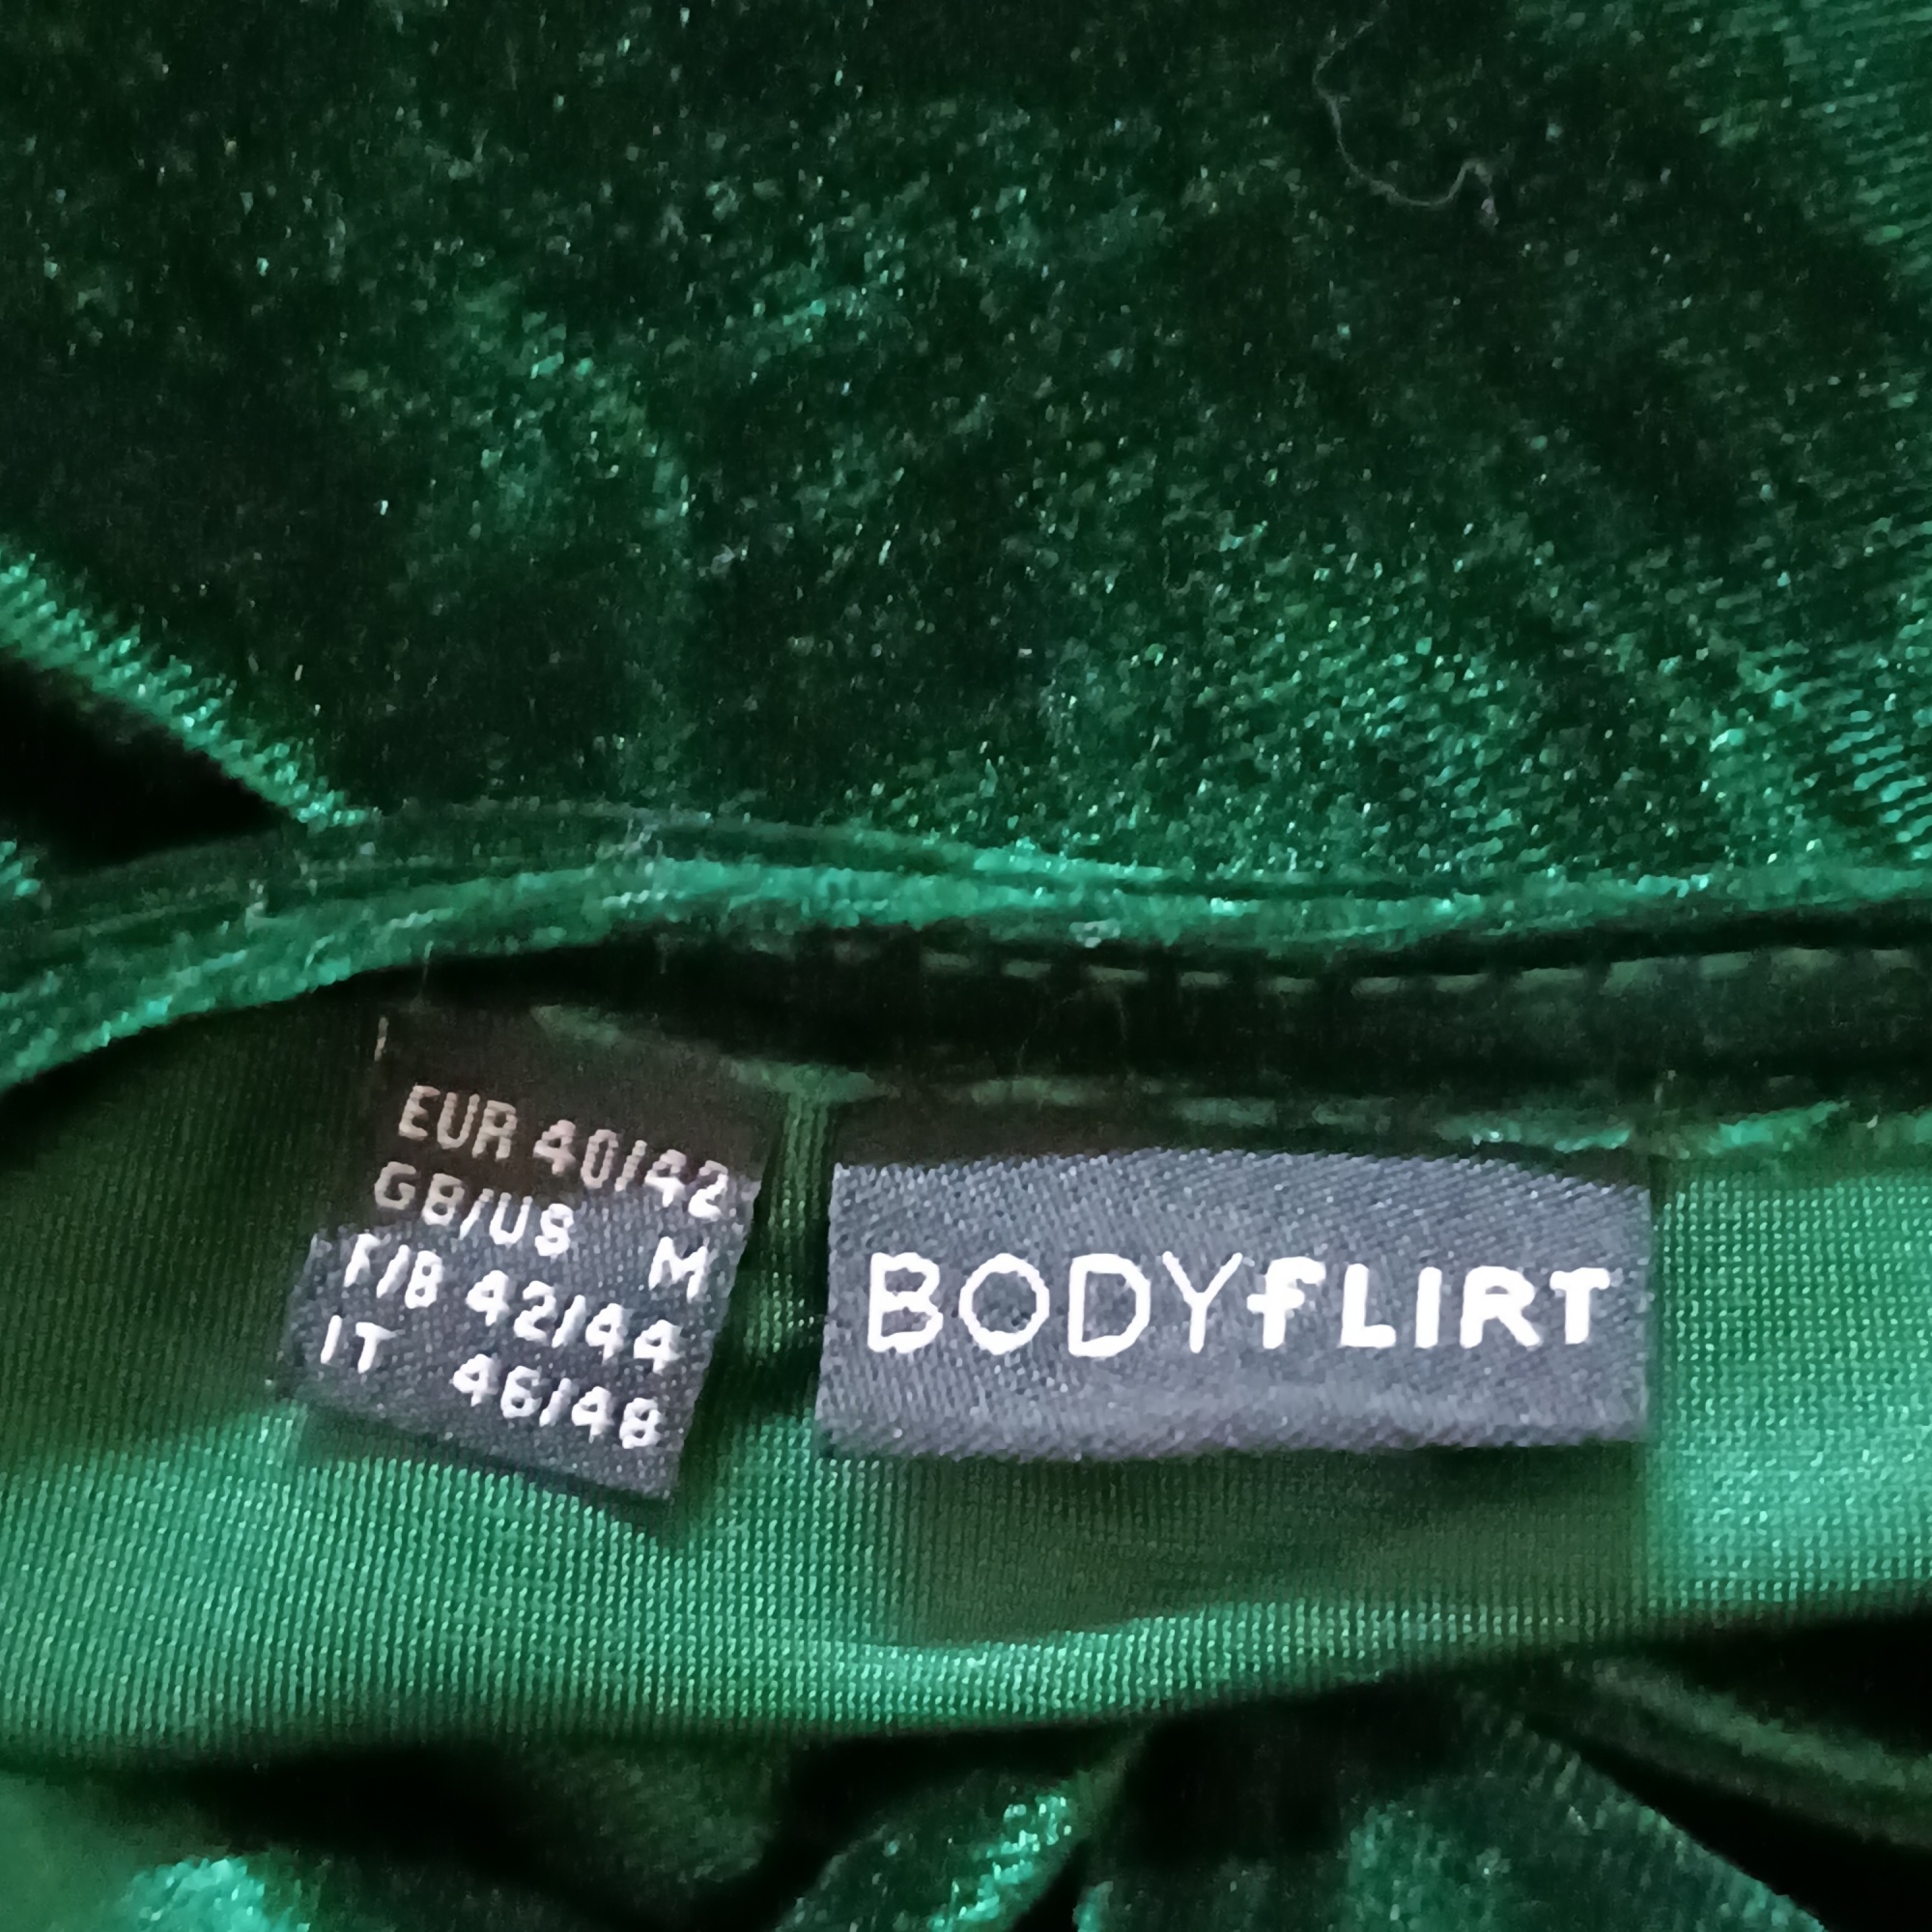 EUR 40/42
GB/US M
F/B 42/44
IT 46/48
BODYfLIRT